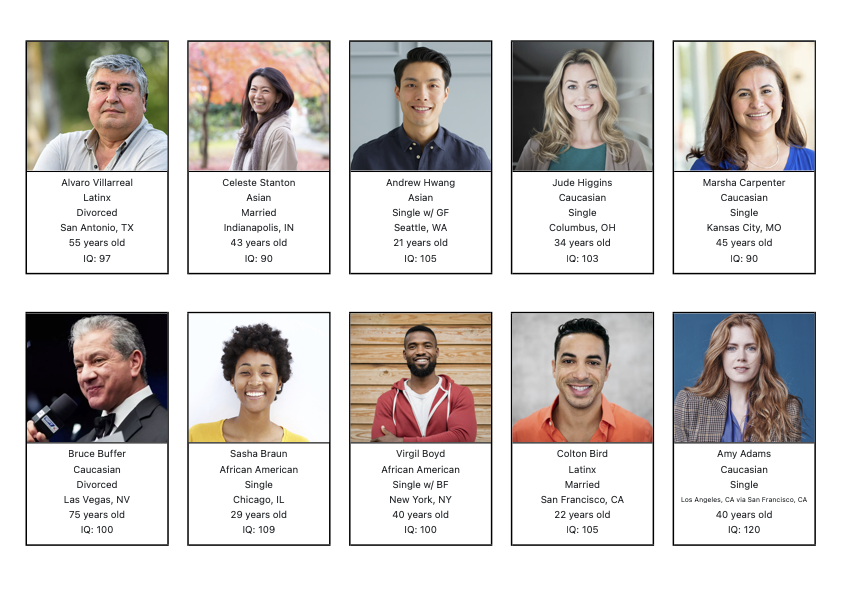 Alvaro Villarreal
Latinx
Divorced
San Antonio, TX
55 years old
IQ: 97
Celeste Stanton
Asian
Married
Indianapolis, IN
43 years old
IQ: 90
Andrew Hwang
Asian
Single w/ GF
Seattle, WA
21 years old
IQ: 105
Jude Higgins
Caucasian
Single
Columbus, OH
34 years old
IQ: 103
Marsha Carpenter
Caucasian
Single
Kansas City, MO
45 years old
IQ: 90
Bruce Buffer
Caucasian
Divorced
Las Vegas, NV
75 years old
IQ: 100
Sasha Braun
African American
Single
Chicago, IL
29 years old
IQ: 109
Virgil Boyd
African American
Single w/ BF
New York, NY
40 years old
IQ: 100
Colton Bird
Latinx
Married
San Francisco, CA
22 years old
IQ: 105
Amy Adams
Caucasian
Single
Los Angeles, CA via San Francisco, CA
40 years old
IQ: 120